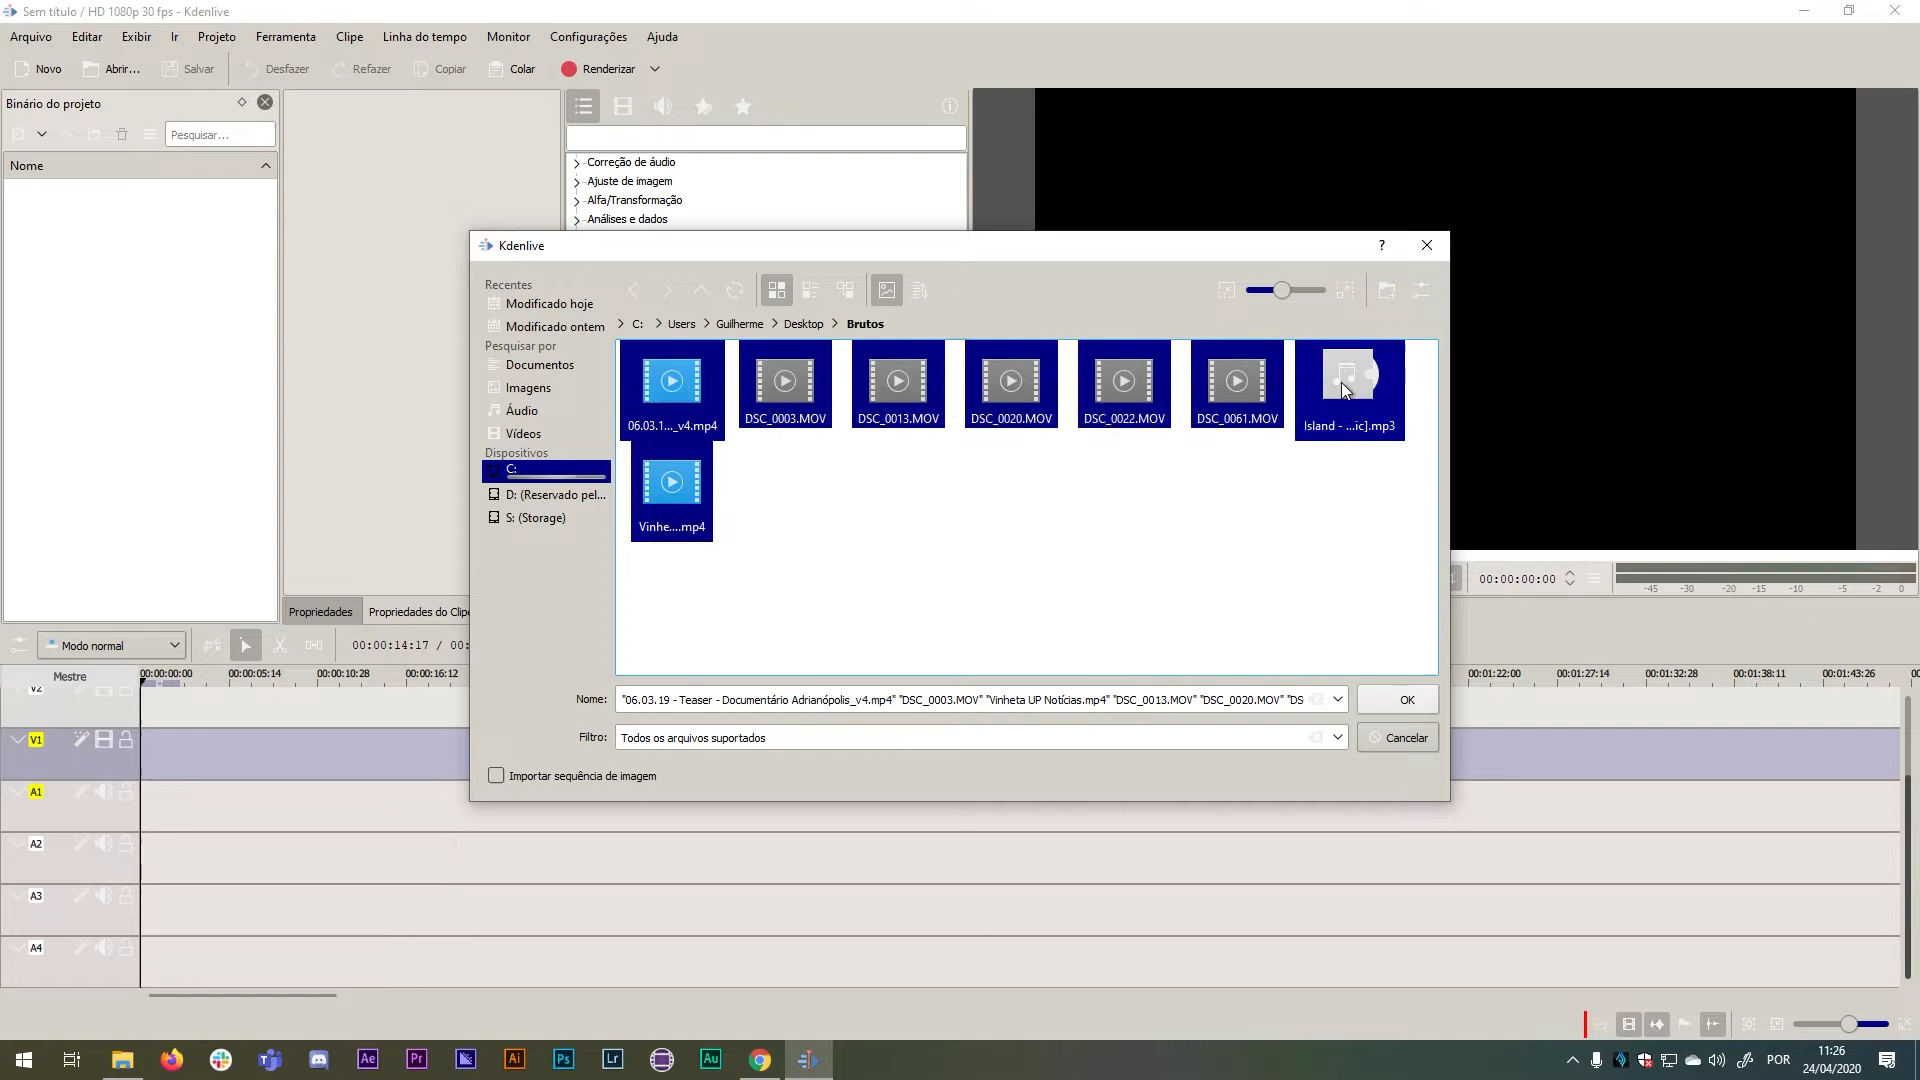 Sem título / HD 1080p 30 fps - Kdenlive
Arquivo Editar Exibir Ir Projeto Ferramenta Clipe Linha do tempo Monitor Configurações Ajuda
Novo Abrir... Salvar Desfazer Refazer Copiar Colar Renderizar
Binário do projeto
Pesquisar...
Nome
Correção de áudio
Ajuste de imagem
Alfa/Transformação
Análises e dados
Kdenlive
?
Recentes
Modificado hoje
Modificado ontem
Pesquisar por
Documentos
Imagens
Áudio
Vídeos
Dispositivos
C:
D: (Reservado pel...
S: (Storage)
C: Users Guilherme Desktop Brutos
06.03.1..._v4.mp4
DSC_0003.MOV
DSC_0013.MOV
DSC_0020.MOV
DSC_0022.MOV
DSC_0061.MOV
Island - ...ic].mp3
Vinhe....mp4
Nome: "06.03.19 - Teaser - Documentário Adrianópolis_v4.mp4" "DSC_0003.MOV" "Vinheta UP Notícias.mp4" "DSC_0013.MOV" "DSC_0020.MOV" "DS
OK
Filtro: Todos os arquivos suportados
Cancelar
Importar sequência de imagem
00:00:00:00
-45 -30 -20 -15 -10 -5 -2 0
Propriedades Propriedades do Clipe
Modo normal
00:00:14:17 / 00:
Mestre
00:00:00:00 00:00:05:14 00:00:10:28 00:00:16:12
00:01:22:00 00:01:27:14 00:01:32:28 00:01:38:11 00:01:43:26
V2
V1
A1
A2
A3
A4
Ae Pr Ai Ps Lr Au
POR
11:26
24/04/2020